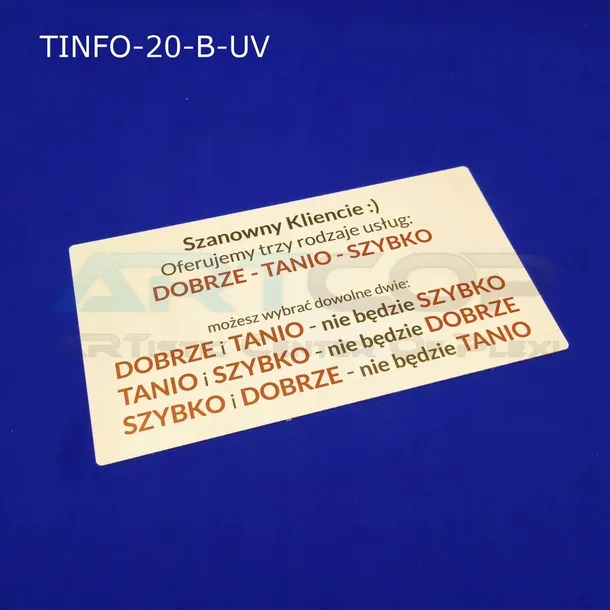 TINFO-20-B-UV
Szanowny Kliencie :)
Oferujemy trzy rodzaje usług:
DOBRZE - TANIO - SZYBKO
ARTCOP®
możesz wybrać dowolne dwie:
DOBRZE i TANIO - nie będzie SZYBKO
TANIO i SZYBKO - nie będzie DOBRZE
SZYBKO i DOBRZE - nie będzie TANIO